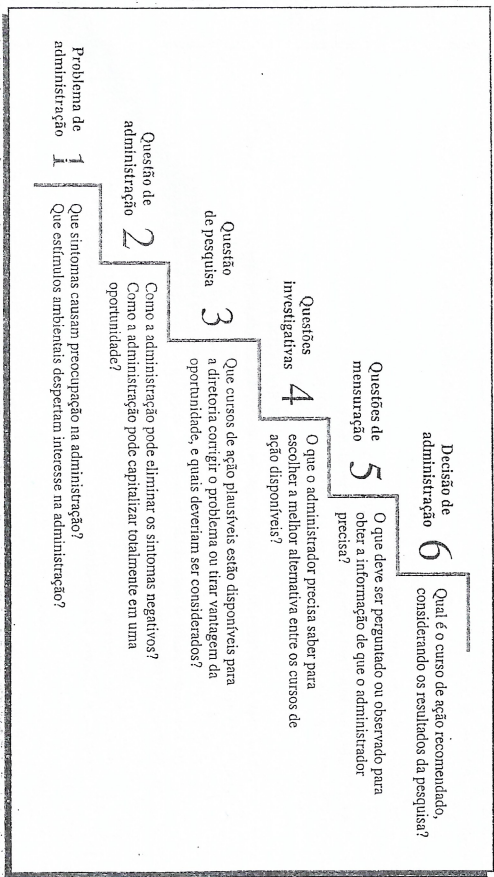 Decisão de
administração 6
Qual é o curso de ação recomendado,
considerando os resultados da pesquisa?
Questões de
mensuração 5
O que deve ser perguntado ou observado para
obter a informação de que o administrador
precisa?
Questões
investigativas 4
O que o administrador precisa saber para
escolher a melhor alternativa entre os cursos de
ação disponíveis?
Questão
de pesquisa 3
Que cursos de ação plausíveis estão disponíveis para
a diretoria corrigir o problema ou tirar vantagem da
oportunidade, e quais deveriam ser considerados?
Questão de
administração 2
Como a administração pode eliminar os sintomas negativos?
Como a administração pode capitalizar totalmente em uma
oportunidade?
Problema de
administração 1
Que sintomas causam preocupação na administração?
Que estímulos ambientais despertam interesse na administração?